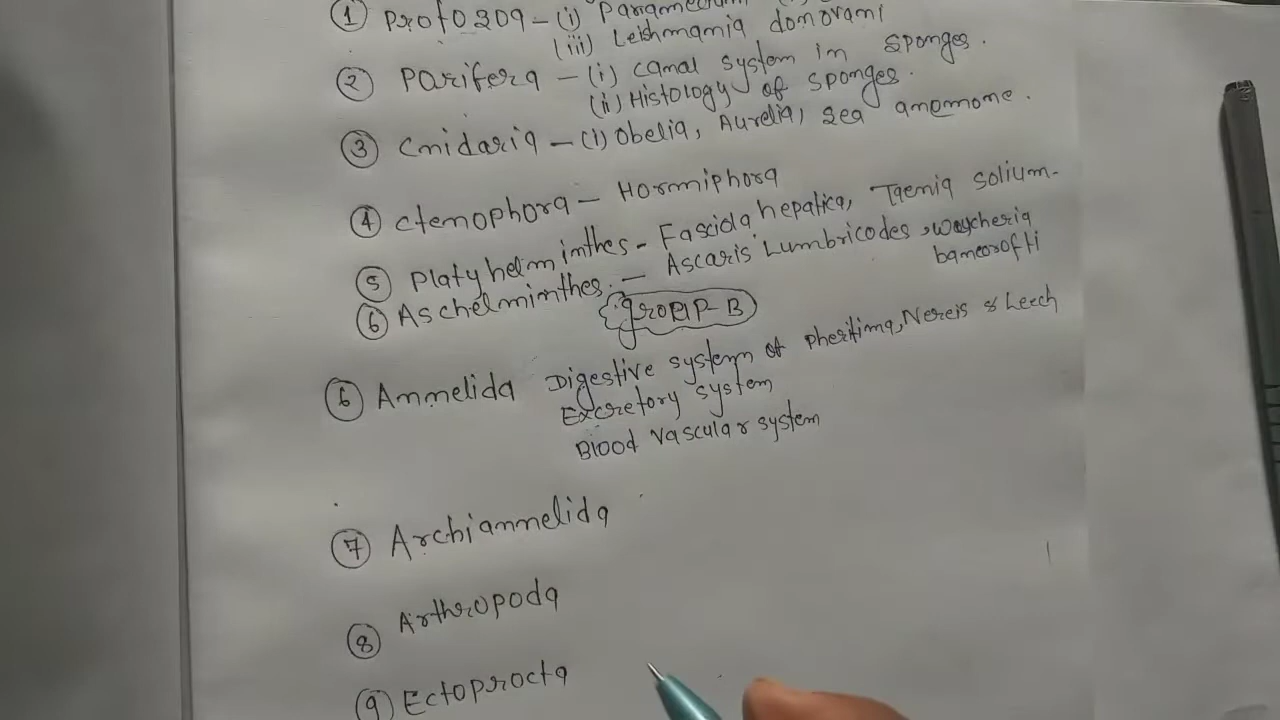 ① Protozoa - (i) Paramecium
(iii) Leishmania donovani
② Parifera - (i) canal system in sponges.
(ii) Histology of sponges.
③ Cnidaria - (i) Obelia, Aurelia, sea anemone.
④ Ctenophora - Hormiphora
⑤ Platyhelminthes - Fasciola hepatica, Taenia solium-
⑥ Aschelminthes. - Ascaris Lumbricodes, wuycheria
bancrofti
group-B
⑥ Annelida Digestive system of pheritima, Nereis & Leech
Excretory system
Blood vascular system
⑦ Archiannelida
⑧ Arthropoda
⑨ Ectoprocta